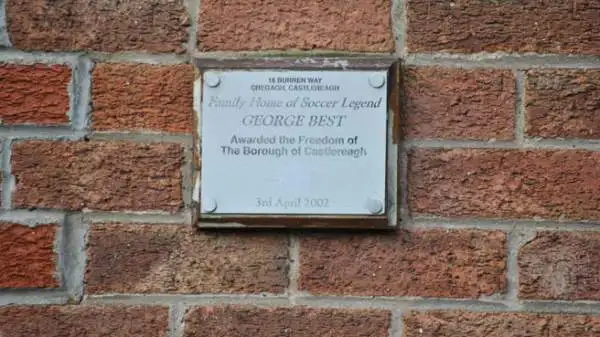 16 BURREN WAY
CREGAGH, CASTLEREAGH
Family Home of Soccer Legend
GEORGE BEST
Awarded the Freedom of
The Borough of Castlereagh
3rd April 2002